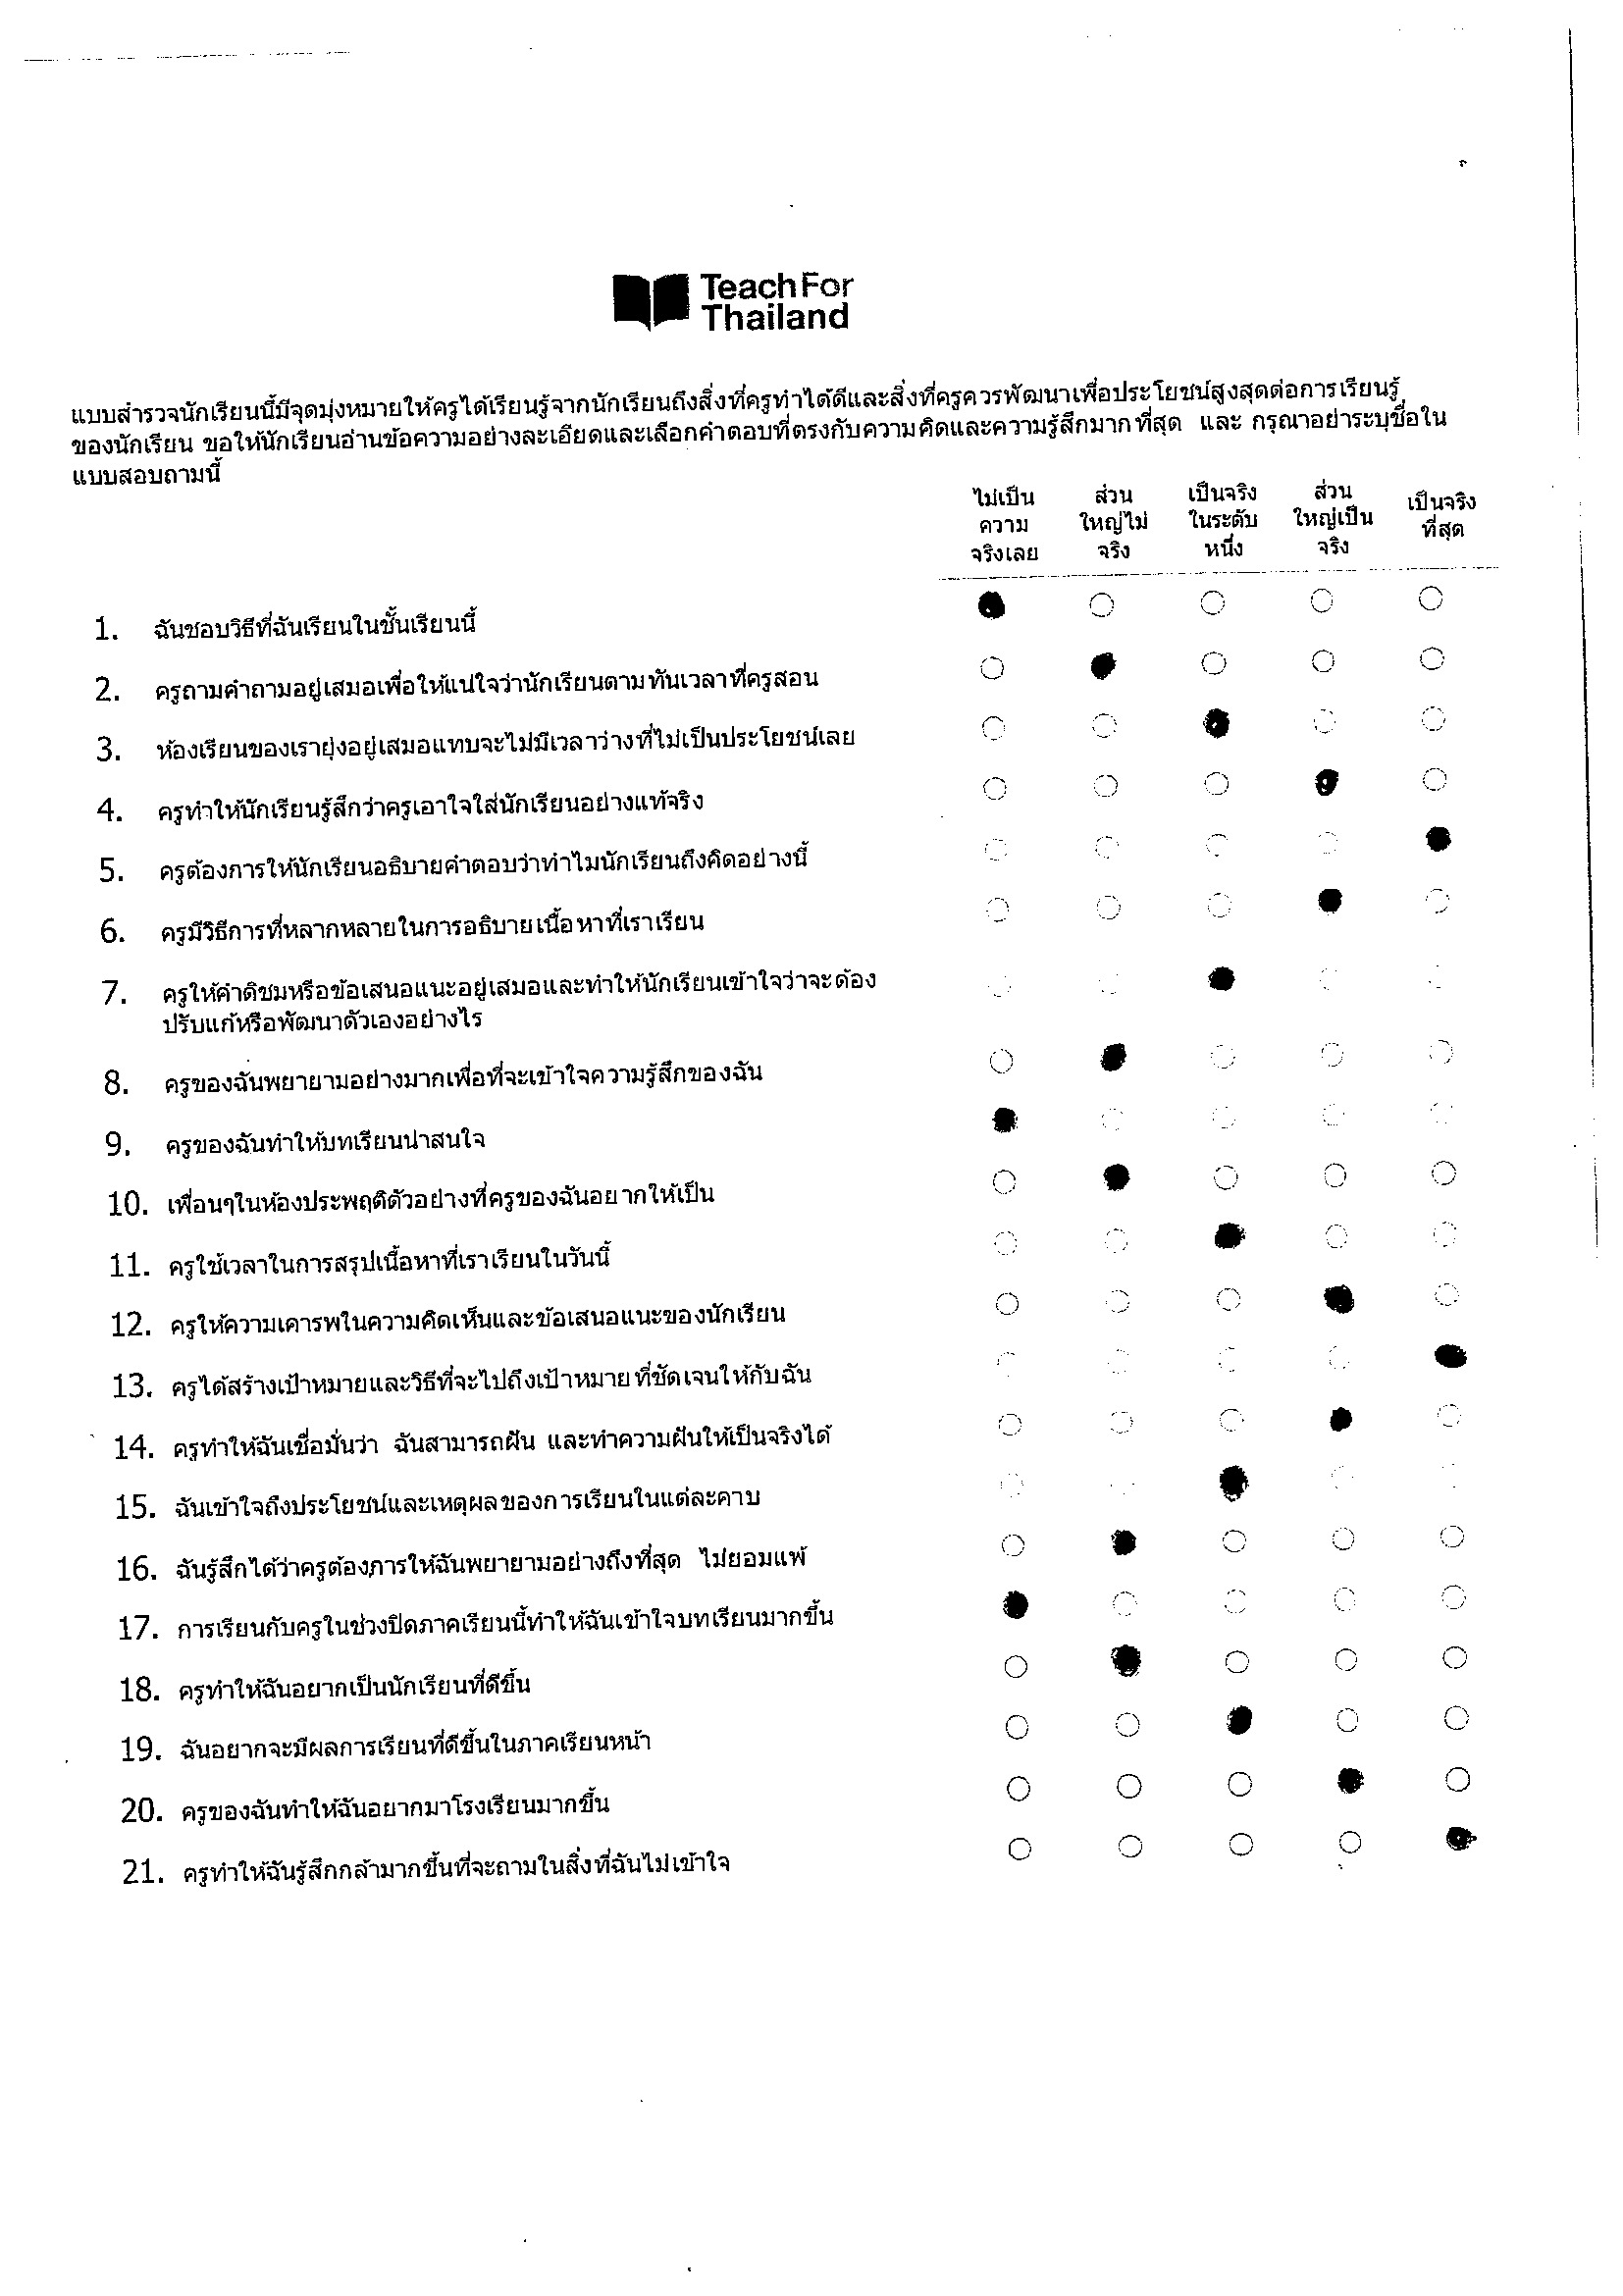 TeachFor
Thailand
แบบสำรวจนักเรียนนี้มีจุดมุ่งหมายให้ครูได้เรียนรู้จากนักเรียนถึงสิ่งที่ครูทำได้ดีและสิ่งที่ครูควรพัฒนาเพื่อประโยชน์สูงสุดต่อการเรียนรู้
ของนักเรียน ขอให้นักเรียนอ่านข้อความอย่างละเอียดและเลือกคำตอบที่ตรงกับความคิดและความรู้สึกมากที่สุด และ กรุณาอย่าระบุชื่อใน
แบบสอบถามนี้
ไม่เป็น ส่วน เป็นจริง ส่วน เป็นจริง
ความ ใหญ่ไม่ ในระดับ ใหญ่เป็น ที่สุด
จริงเลย จริง หนึ่ง จริง
1. ฉันชอบวิธีที่ฉันเรียนในชั้นเรียนนี้
2. ครูถามคำถามอยู่เสมอเพื่อให้แน่ใจว่านักเรียนตามทันเวลาที่ครูสอน
3. ห้องเรียนของเรายุ่งอยู่เสมอแทบจะไม่มีเวลาว่างที่ไม่เป็นประโยชน์เลย
4. ครูทำให้นักเรียนรู้สึกว่าครูเอาใจใส่นักเรียนอย่างแท้จริง
5. ครูต้องการให้นักเรียนอธิบายคำตอบว่าทำไมนักเรียนถึงคิดอย่างนี้
6. ครูมีวิธีการที่หลากหลายในการอธิบายเนื้อหาที่เราเรียน
7. ครูให้คำติชมหรือข้อเสนอแนะอยู่เสมอและทำให้นักเรียนเข้าใจว่าจะต้อง
ปรับแก้หรือพัฒนาตัวเองอย่างไร
8. ครูของฉันพยายามอย่างมากเพื่อที่จะเข้าใจความรู้สึกของฉัน
9. ครูของฉันทำให้บทเรียนน่าสนใจ
10. เพื่อนๆในห้องประพฤติตัวอย่างที่ครูของฉันอยากให้เป็น
11. ครูใช้เวลาในการสรุปเนื้อหาที่เราเรียนในวันนี้
12. ครูให้ความเคารพในความคิดเห็นและข้อเสนอแนะของนักเรียน
13. ครูได้สร้างเป้าหมายและวิธีที่จะไปถึงเป้าหมายที่ชัดเจนให้กับฉัน
14. ครูทำให้ฉันเชื่อมั่นว่า ฉันสามารถฝัน และทำความฝันให้เป็นจริงได้
15. ฉันเข้าใจถึงประโยชน์และเหตุผลของการเรียนในแต่ละคาบ
16. ฉันรู้สึกได้ว่าครูต้องการให้ฉันพยายามอย่างถึงที่สุด ไม่ยอมแพ้
17. การเรียนกับครูในช่วงปิดภาคเรียนนี้ทำให้ฉันเข้าใจบทเรียนมากขึ้น
18. ครูทำให้ฉันอยากเป็นนักเรียนที่ดีขึ้น
19. ฉันอยากจะมีผลการเรียนที่ดีขึ้นในภาคเรียนหน้า
20. ครูของฉันทำให้ฉันอยากมาโรงเรียนมากขึ้น
21. ครูทำให้ฉันรู้สึกกล้ามากขึ้นที่จะถามในสิ่งที่ฉันไม่เข้าใจ